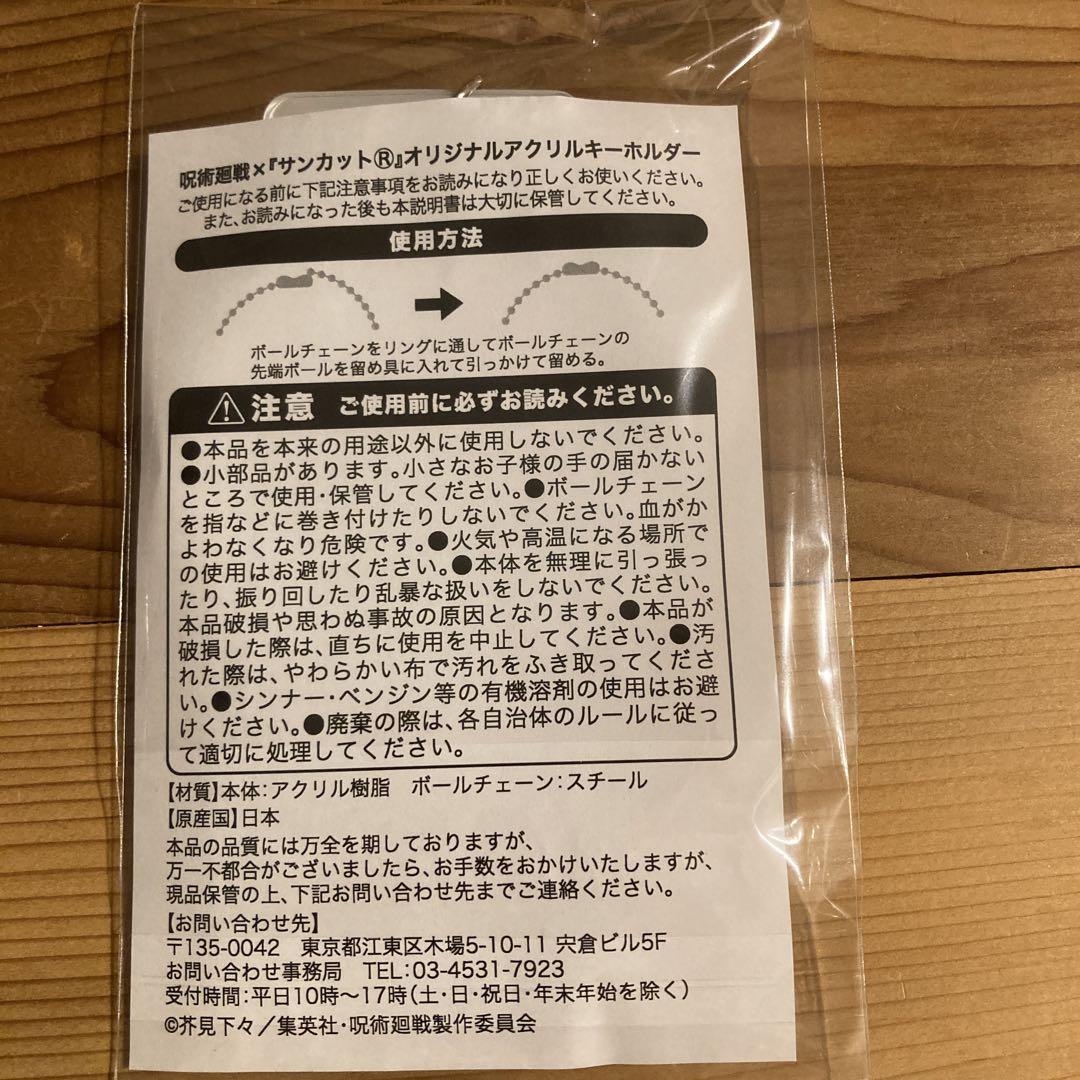 呪術廻戦×『サンカット®』オリジナルアクリルキーホルダー
ご使用になる前に下記注意事項をお読みになり正しくお使いください。
また、お読みになった後も本説明書は大切に保管してください。
使用方法
ボールチェーンをリングに通してボールチェーンの
先端ボールを留め具に入れて引っかけて留める。
注意 ご使用前に必ずお読みください。
●本品を本来の用途以外に使用しないでください。
●小部品があります。小さなお子様の手の届かない
ところで使用・保管してください。●ボールチェーン
を指などに巻き付けたりしないでください。血がか
よわなくなり危険です。●火気や高温になる場所で
の使用はお避けください。●本体を無理に引っ張っ
たり、振り回したり乱暴な扱いをしないでください。
本品破損や思わぬ事故の原因となります。●本品が
破損した際は、直ちに使用を中止してください。●汚
れた際は、やわらかい布で汚れをふき取ってくださ
い。●シンナー・ベンジン等の有機溶剤の使用はお避
けください。●廃棄の際は、各自治体のルールに従っ
て適切に処理してください。
【材質】本体：アクリル樹脂 ボールチェーン：スチール
【原産国】日本
本品の品質には万全を期しておりますが、
万一不都合がございましたら、お手数をおかけいたしますが、
現品保管の上、下記お問い合わせ先までご連絡ください。
【お問い合わせ先】
〒135-0042 東京都江東区木場5-10-11 宍倉ビル5F
お問い合わせ事務局 TEL：03-4531-7923
受付時間：平日10時～17時（土・日・祝日・年末年始を除く）
©芥見下々／集英社・呪術廻戦製作委員会